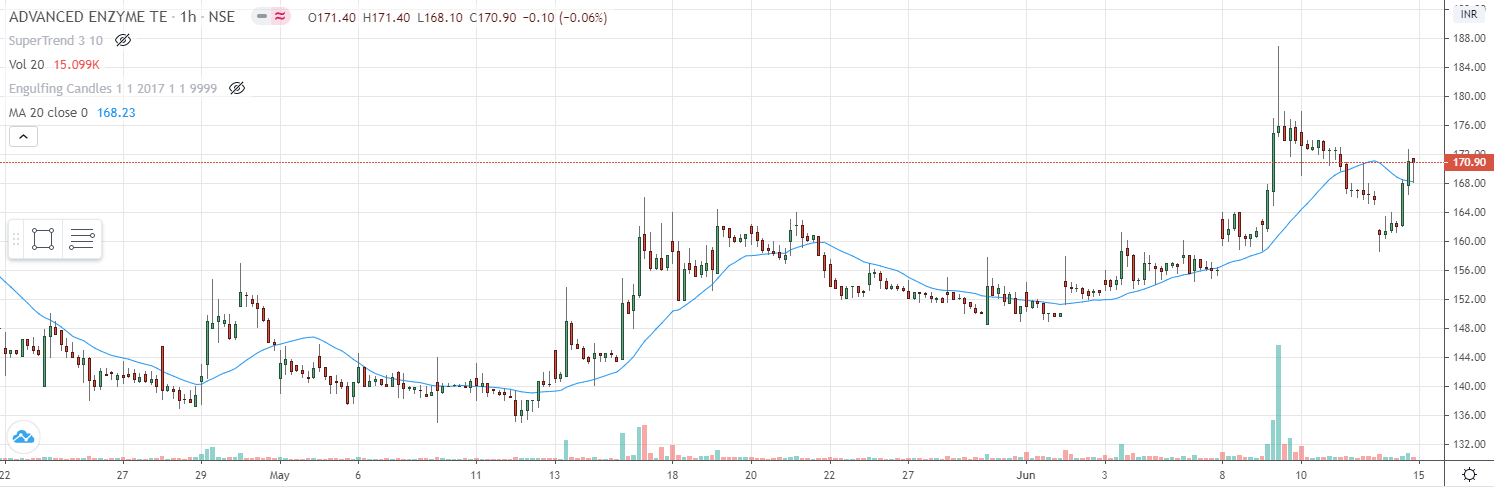 ADVANCED ENZYME TE · 1h · NSE O171.40 H171.40 L168.10 C170.90 −0.10 (−0.06%)
INR
SuperTrend 3 10
Vol 20 15.099K
Engulfing Candles 1 1 2017 1 1 9999
MA 20 close 0 168.23
188.00
184.00
180.00
176.00
170.90
168.00
164.00
160.00
156.00
152.00
148.00
144.00
140.00
136.00
132.00
22 27 29 May 6 11 13 18 20 22 27 Jun 3 8 10 15